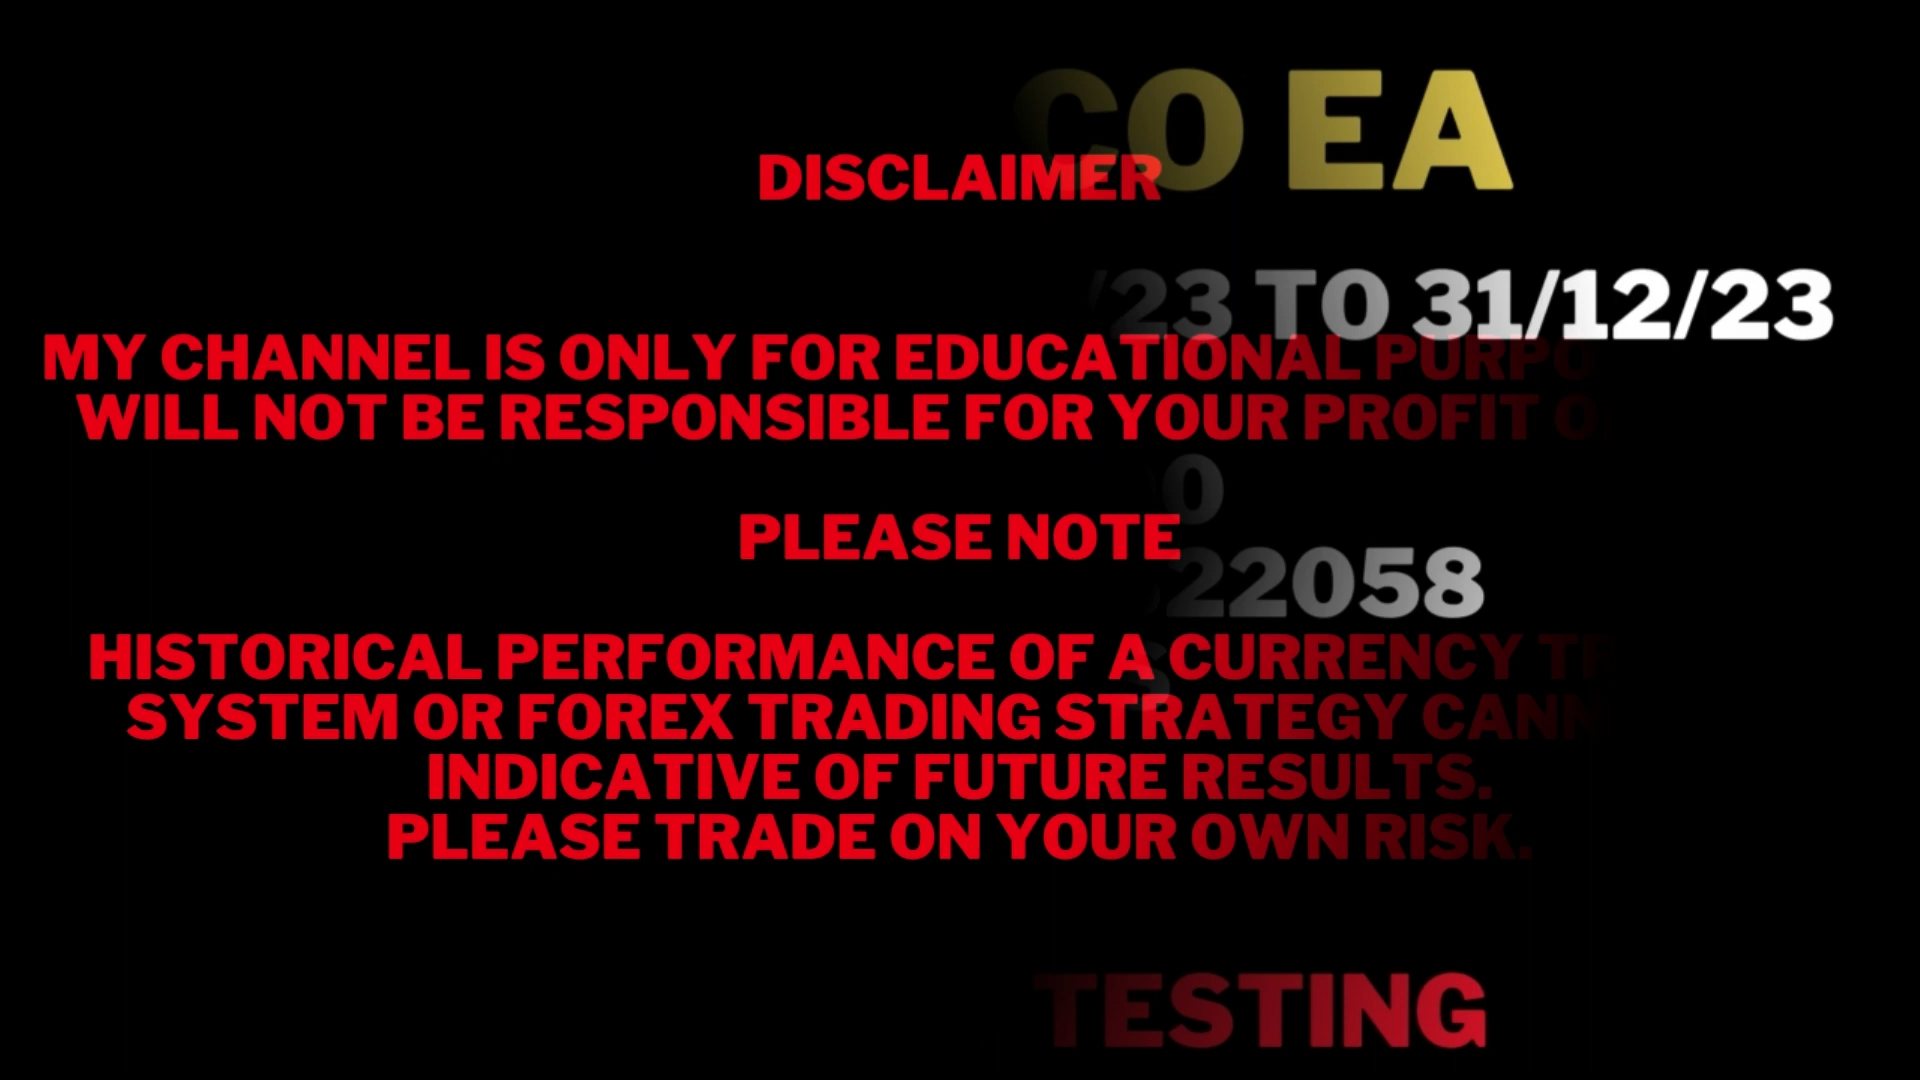 CO EA
DISCLAIMER
/23 TO 31/12/23
MY CHANNEL IS ONLY FOR EDUCATIONAL
WILL NOT BE RESPONSIBLE FOR YOUR PROFIT
PLEASE NOTE
22058
HISTORICAL PERFORMANCE OF A CURRENCY
SYSTEM OR FOREX TRADING STRATEGY
INDICATIVE OF FUTURE RESULTS.
PLEASE TRADE ON YOUR OWN RISK.
TESTING